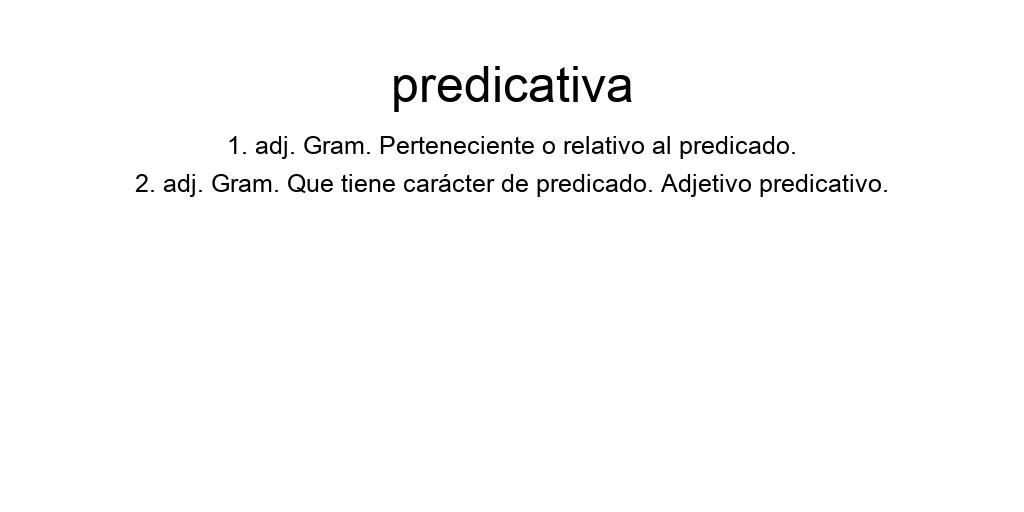 predicativa
1. adj. Gram. Perteneciente o relativo al predicado.
2. adj. Gram. Que tiene carácter de predicado. Adjetivo predicativo.